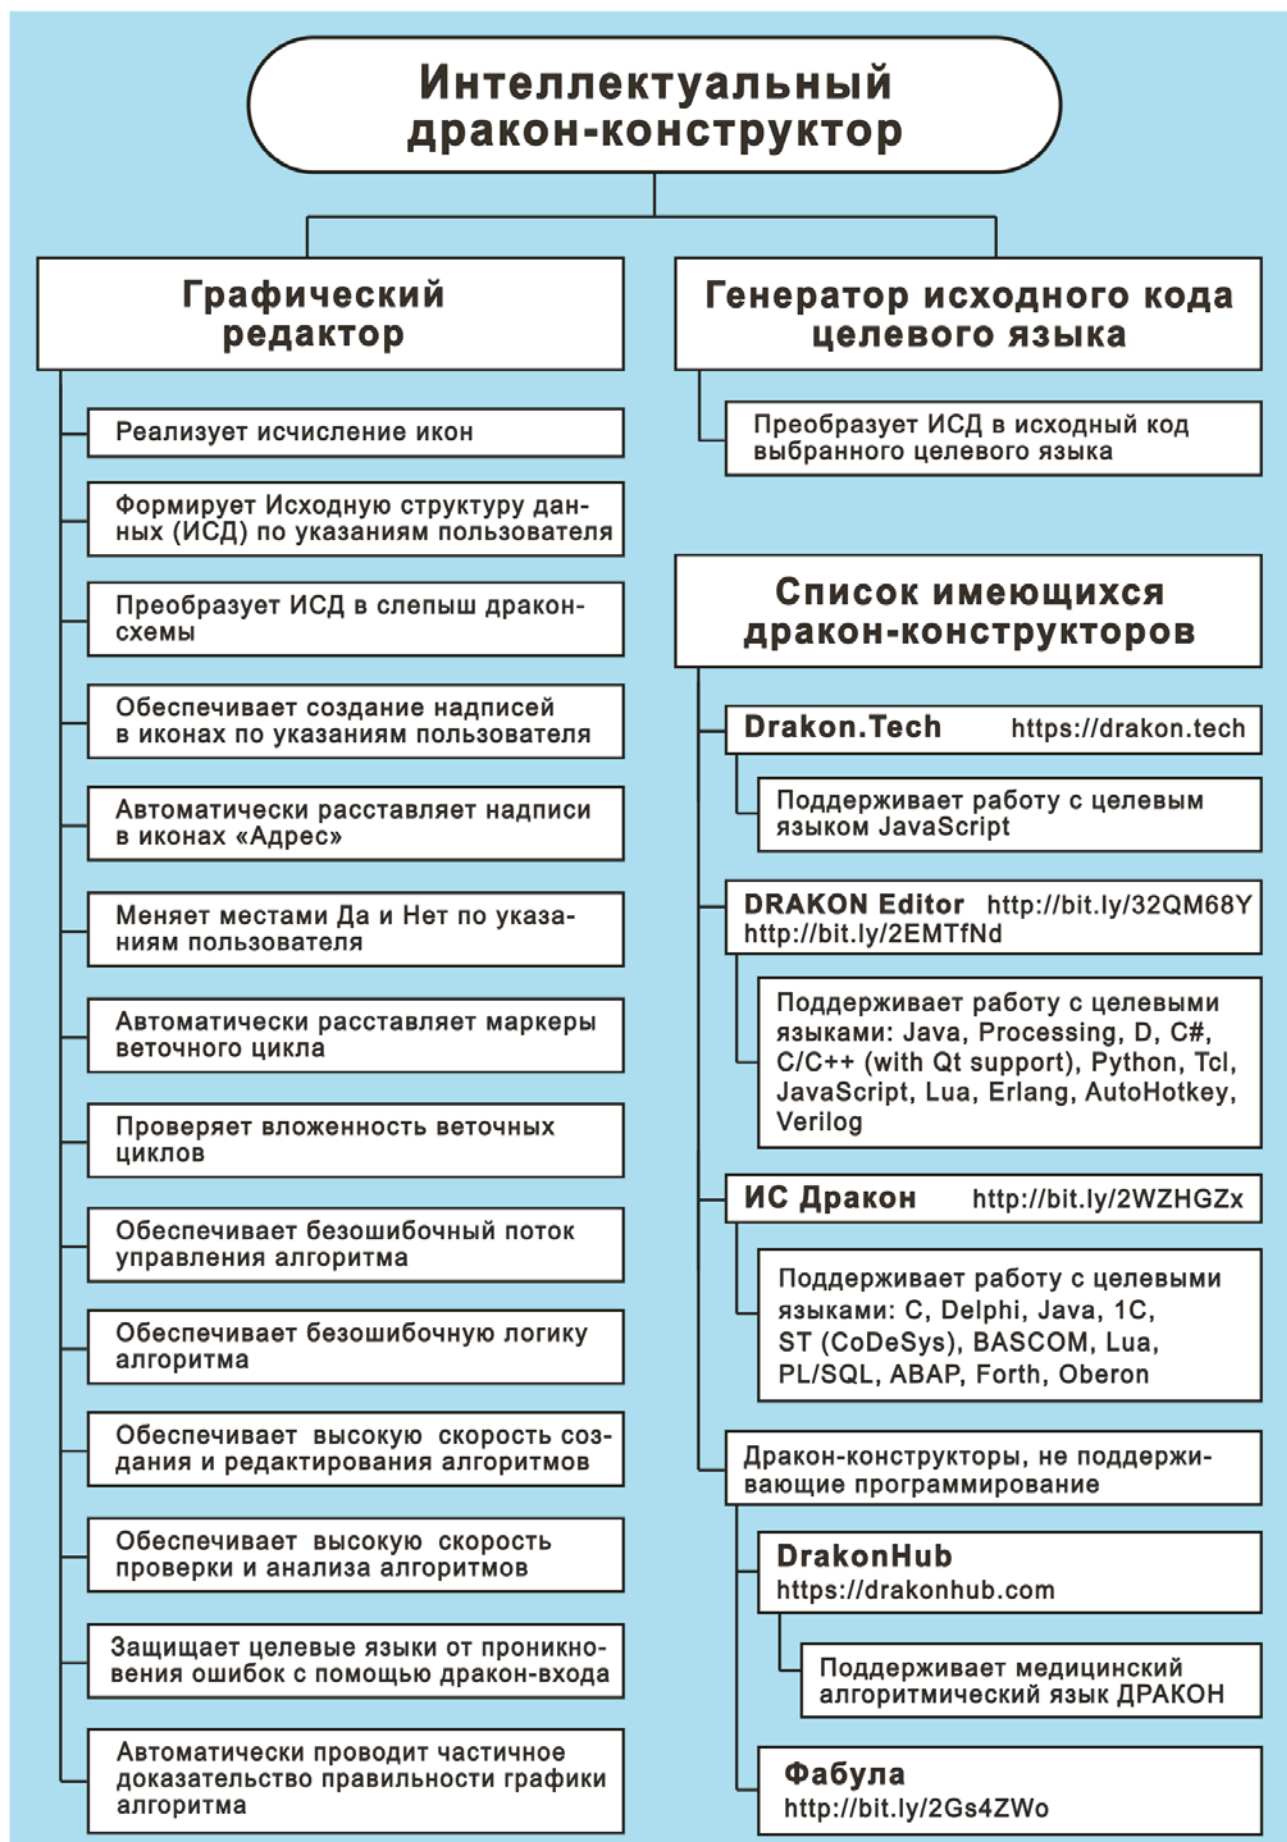 Интеллектуальный
дракон-конструктор
Графический
редактор
Реализует исчисление икон
Формирует Исходную структуру дан-
ных (ИСД) по указаниям пользователя
Преобразует ИСД в слепыш дракон-
схемы
Обеспечивает создание надписей
в иконах по указаниям пользователя
Автоматически расставляет надписи
в иконах «Адрес»
Меняет местами Да и Нет по указа-
ниям пользователя
Автоматически расставляет маркеры
веточного цикла
Проверяет вложенность веточных
циклов
Обеспечивает безошибочный поток
управления алгоритма
Обеспечивает безошибочную логику
алгоритма
Обеспечивает высокую скорость соз-
дания и редактирования алгоритмов
Обеспечивает высокую скорость
проверки и анализа алгоритмов
Защищает целевые языки от проникно-
вения ошибок с помощью дракон-входа
Автоматически проводит частичное
доказательство правильности графики
алгоритма
Генератор исходного кода
целевого языка
Преобразует ИСД в исходный код
выбранного целевого языка
Список имеющихся
дракон-конструкторов
Drakon.Tech https://drakon.tech
Поддерживает работу с целевым
языком JavaScript
DRAKON Editor http://bit.ly/32QM68Y
http://bit.ly/2EMTfNd
Поддерживает работу с целевыми
языками: Java, Processing, D, C#,
C/C++ (with Qt support), Python, Tcl,
JavaScript, Lua, Erlang, AutoHotkey,
Verilog
ИС Дракон http://bit.ly/2WZHGZx
Поддерживает работу с целевыми
языками: C, Delphi, Java, 1C,
ST (CoDeSys), BASCOM, Lua,
PL/SQL, ABAP, Forth, Oberon
Дракон-конструкторы, не поддержи-
вающие программирование
DrakonHub
https://drakonhub.com
Поддерживает медицинский
алгоритмический язык ДРАКОН
Фабула
http://bit.ly/2Gs4ZWo